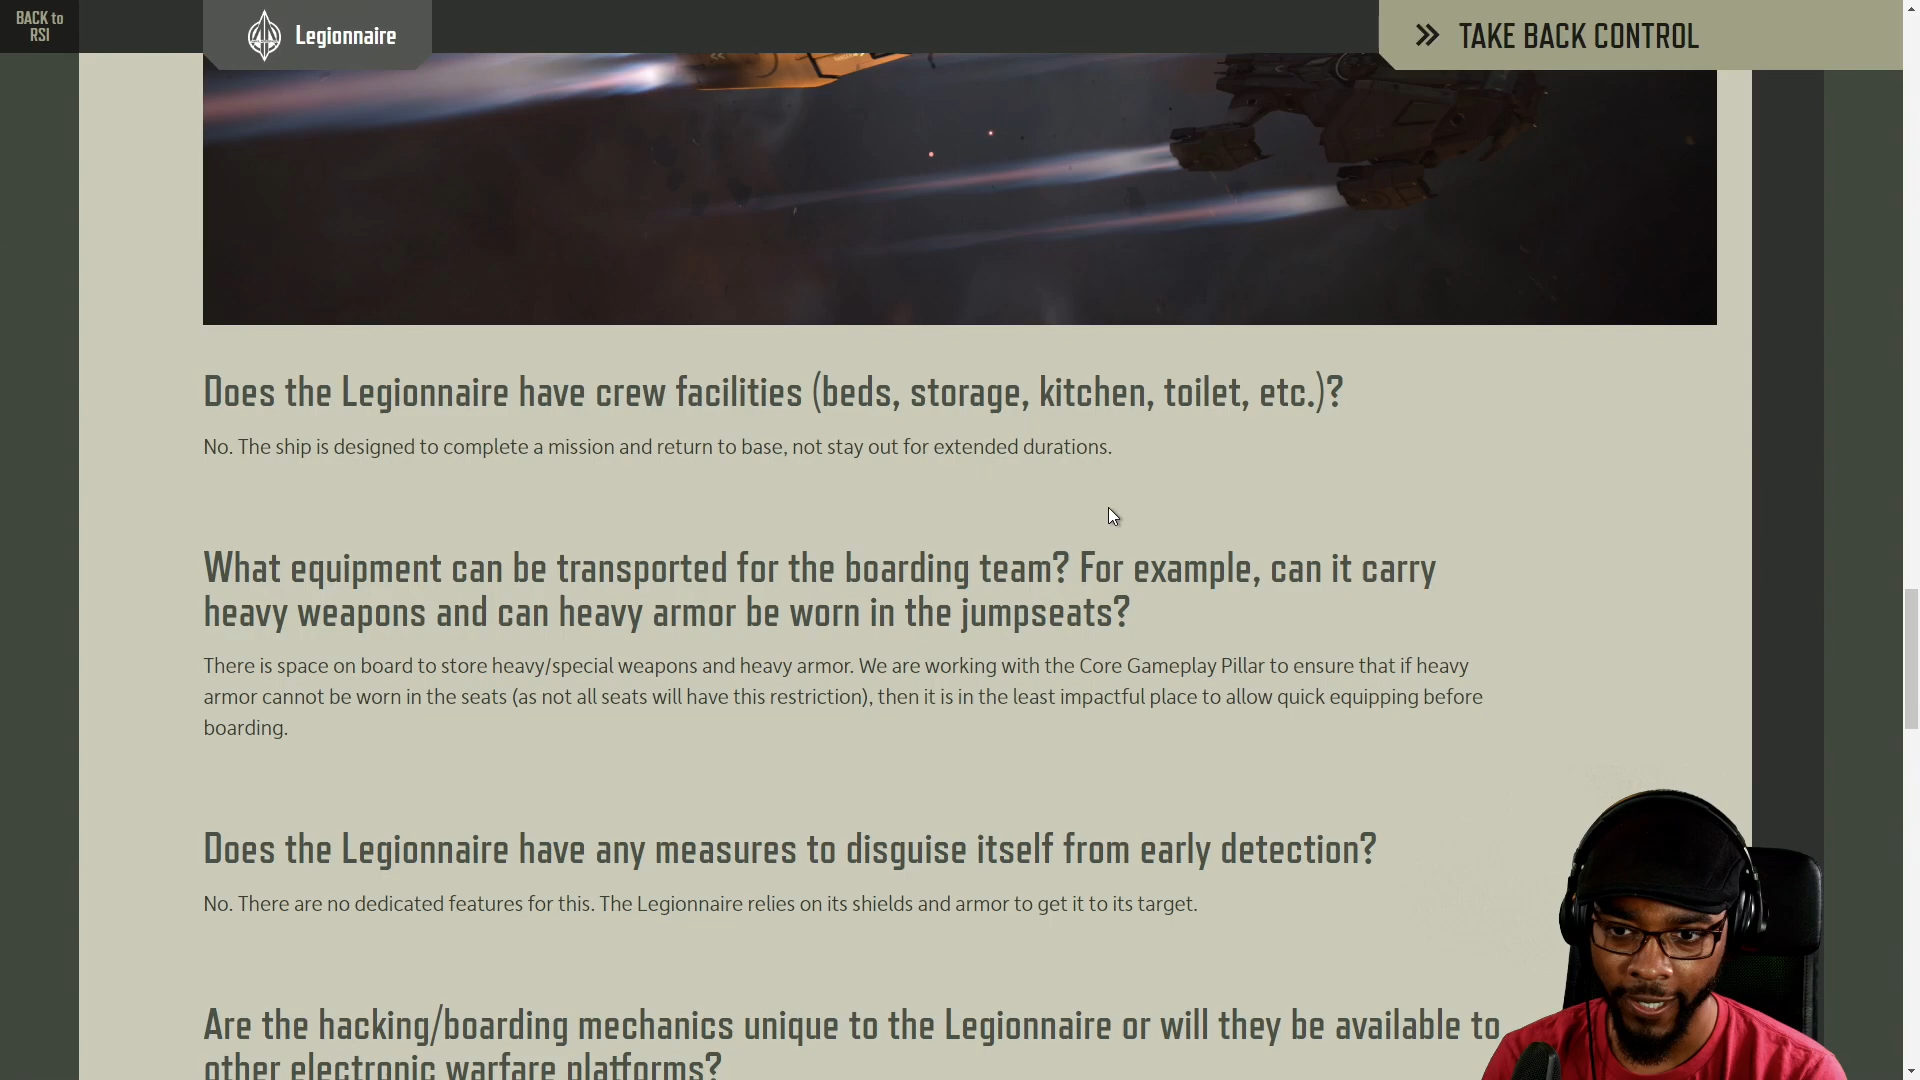 BACK to
RSI
Legionnaire
TAKE BACK CONTROL
Does the Legionnaire have crew facilities (beds, storage, kitchen, toilet, etc.)?
No. The ship is designed to complete a mission and return to base, not stay out for extended durations.
What equipment can be transported for the boarding team? For example, can it carry
heavy weapons and can heavy armor be worn in the jumpseats?
There is space on board to store heavy/special weapons and heavy armor. We are working with the Core Gameplay Pillar to ensure that if heavy
armor cannot be worn in the seats (as not all seats will have this restriction), then it is in the least impactful place to allow quick equipping before
boarding.
Does the Legionnaire have any measures to disguise itself from early detection?
No. There are no dedicated features for this. The Legionnaire relies on its shields and armor to get it to its target.
Are the hacking/boarding mechanics unique to the Legionnaire or will they be available to
other electronic warfare platforms?